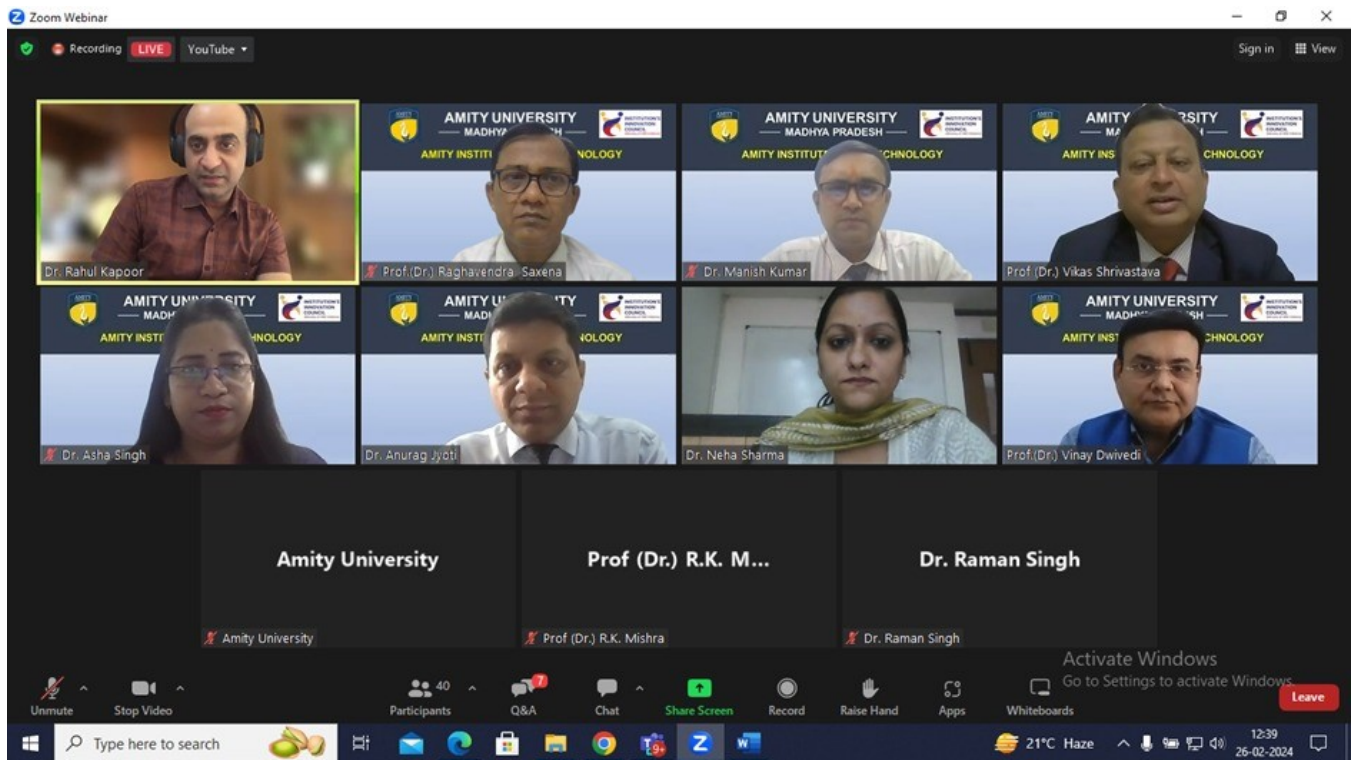 Zoom Webinar
Recording LIVE YouTube
Sign in View
AMITY UNIVERSITY
MADHYA PRADESH
INSTITUTION'S INNOVATION COUNCIL
Dr. Rahul Kapoor
Prof.(Dr.) Raghavendra Saxena
Dr. Manish Kumar
Prof (Dr.) Vikas Shrivastava
Dr. Asha Singh
Dr. Anurag Jyoti
Dr. Neha Sharma
Prof.(Dr.) Vinay Dwivedi
Amity University
Prof (Dr.) R.K. M...
Dr. Raman Singh
Amity University
Prof (Dr.) R.K. Mishra
Dr. Raman Singh
Activate Windows
Go to Settings to activate Windows.
Unmute
Stop Video
40
Participants
7
Q&A
Chat
Share Screen
Record
Raise Hand
Apps
Whiteboards
Leave
Type here to search
21°C Haze
12:39
26-02-2024